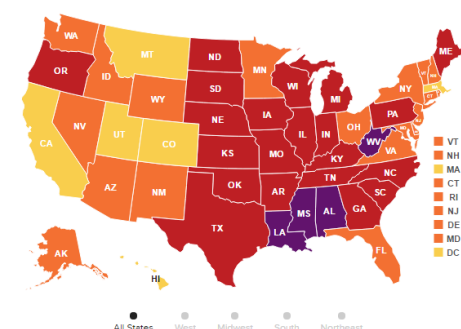 WA
ME
MT
ND
MN
OR
ID
SD
WI
NY
WY
MI
NE
IA
PA
NV
OH
UT
IL
IN
CO
WV
CA
KS
MO
VA
KY
VT
NC
NH
TN
MA
AZ
NM
OK
AR
SC
CT
MS
AL
GA
RI
TX
LA
NJ
DE
FL
MD
AK
DC
HI
All States
West
Midwest
South
Northeast